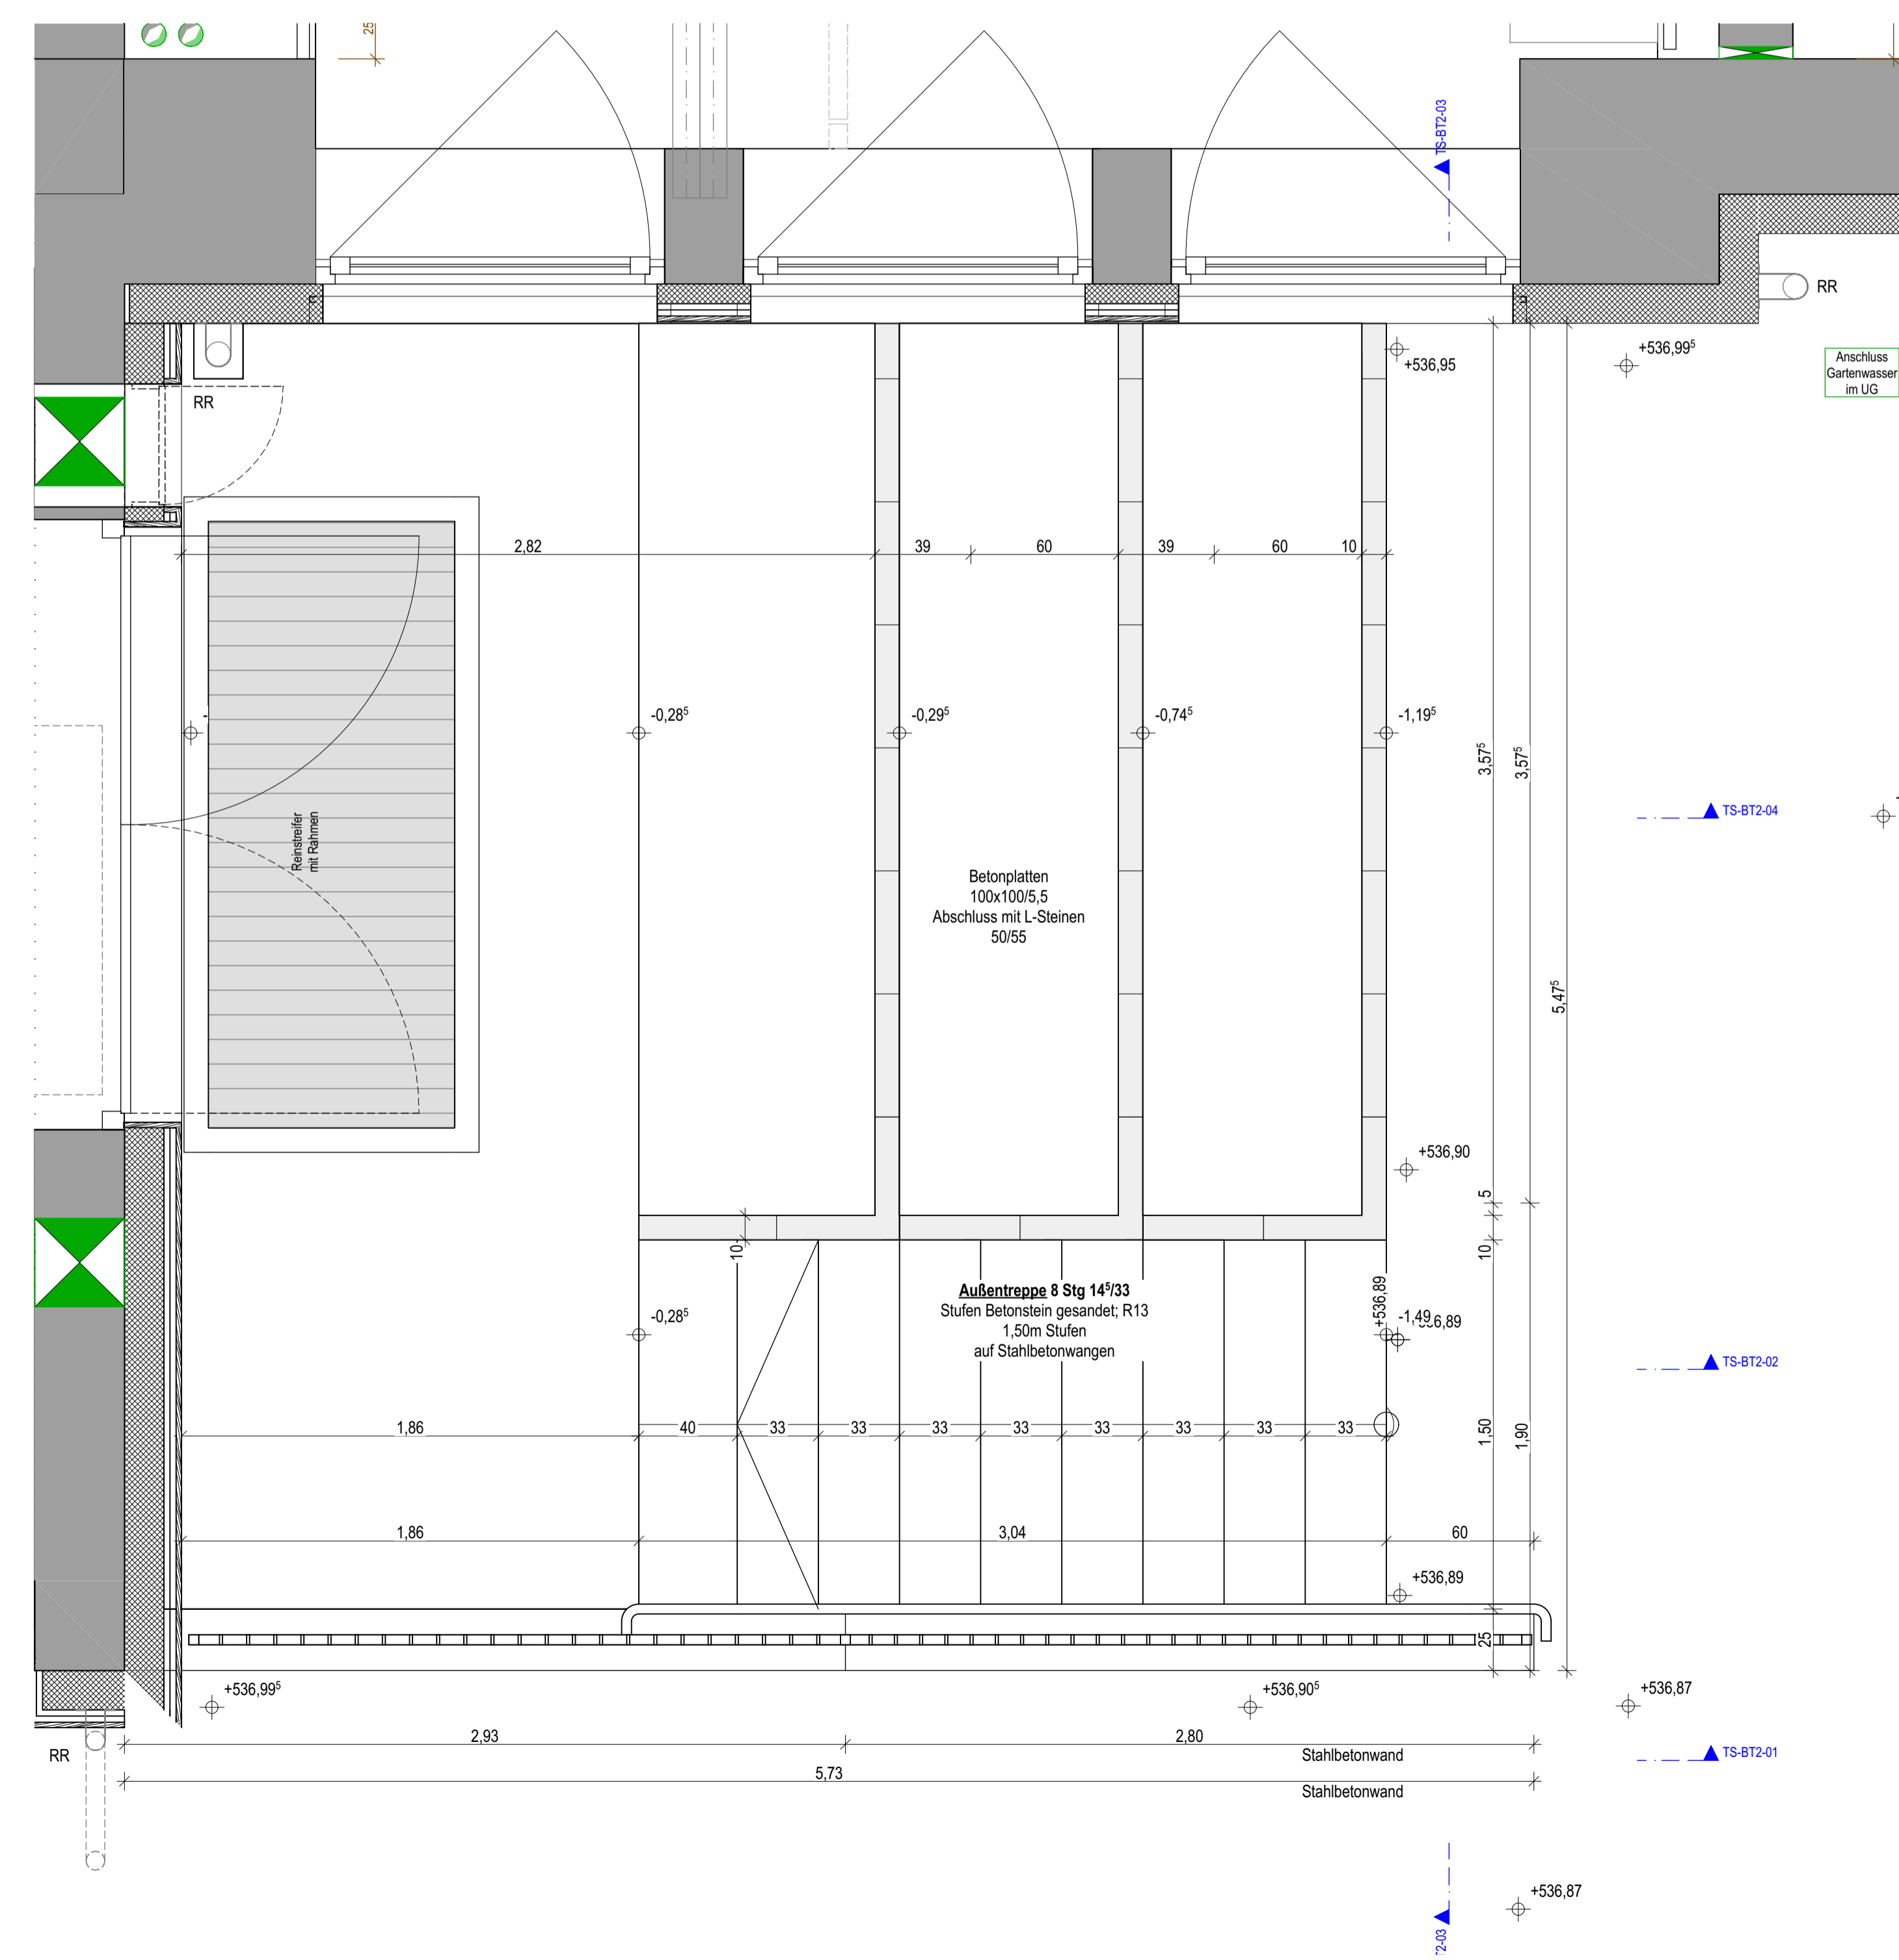 25
TS-BT2-03
RR
+536,95
+536,99⁵
Anschluss
Gartenwasser
im UG
RR
2,82
39
60
39
60
10
-
-0,28⁵
-0,29⁵
-0,74⁵
-1,19⁵
3,57⁵
3,57⁵
TS-BT2-04
Reinstreifer
mit Rahmen
Betonplatten
100x100/5,5
Abschluss mit L-Steinen
50/55
5,47⁵
+536,90
5
10
10
Außentreppe 8 Stg 14⁵/33
Stufen Betonstein gesandet; R13
1,50m Stufen
auf Stahlbetonwangen
-0,28⁵
+536,89
-1,49
TS-BT2-02
1,86
40
33
33
33
33
33
33
33
33
1,50
1,90
1,86
3,04
60
+536,89
25
+536,99⁵
+536,90⁵
+536,87
2,93
2,80
RR
Stahlbetonwand
TS-BT2-01
5,73
Stahlbetonwand
+536,87